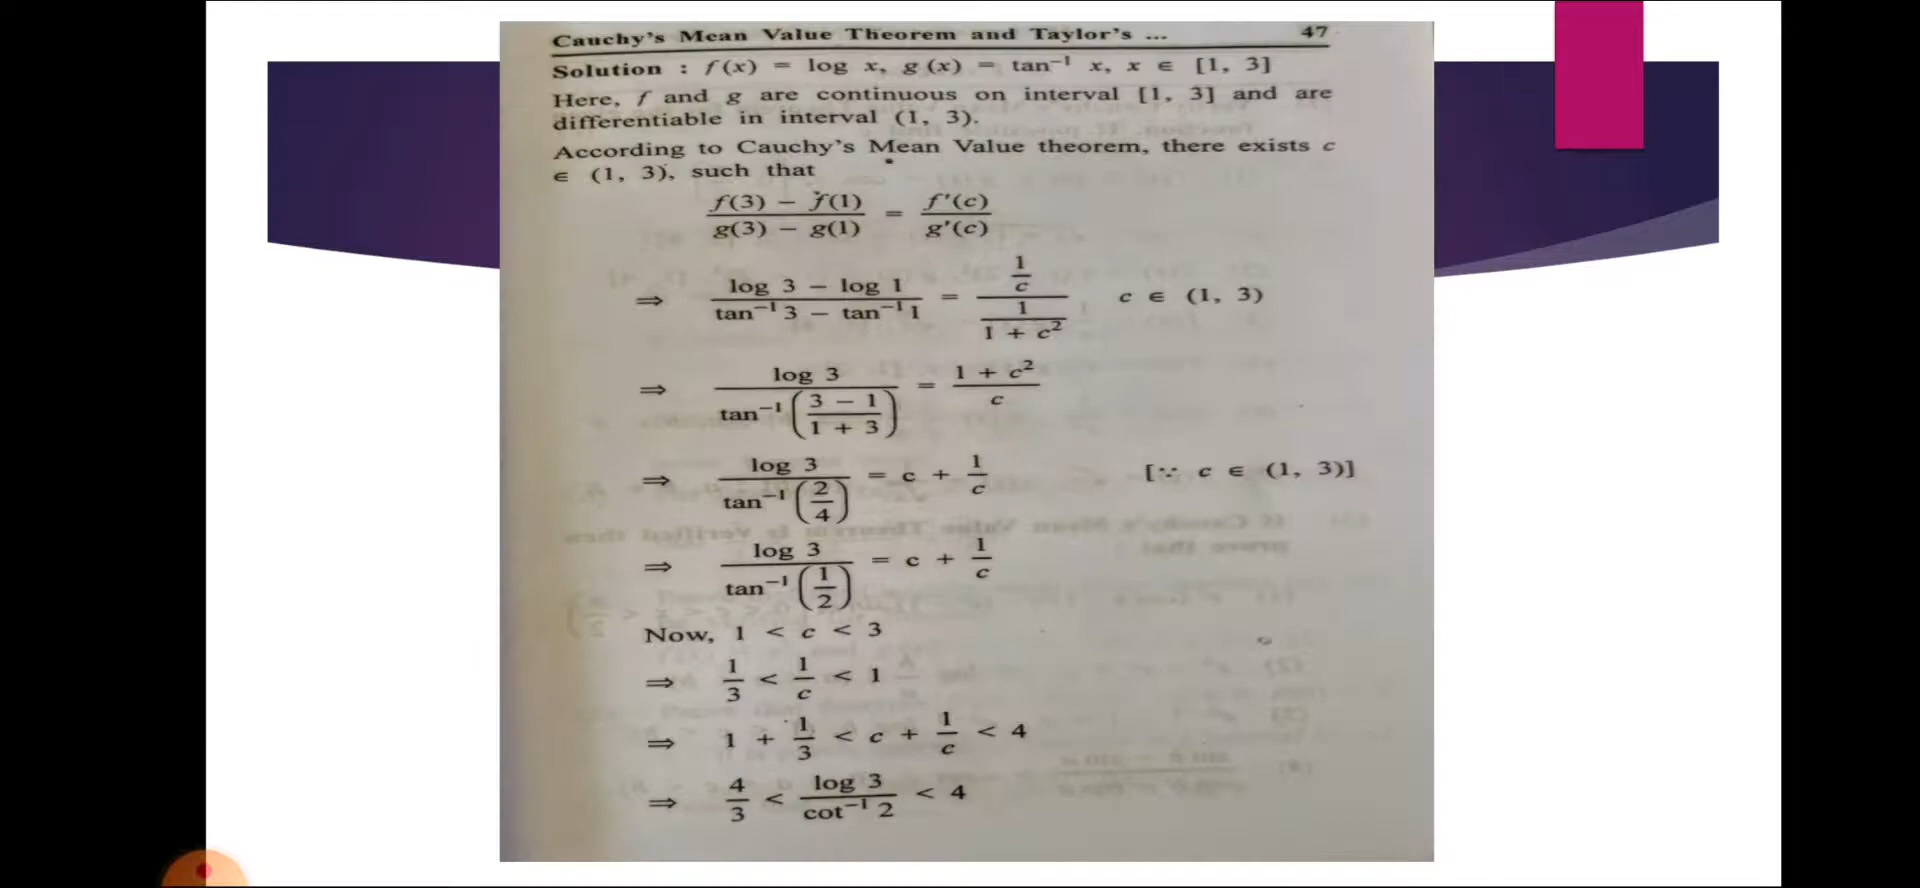 Cauchy's Mean Value Theorem and Taylor's ... 47
Solution : f(x) = log x, g (x) = tan⁻¹ x, x ∈ [1, 3]
Here, f and g are continuous on interval [1, 3] and are
differentiable in interval (1, 3).
According to Cauchy's Mean Value theorem, there exists c
∈ (1, 3), such that
f(3) − f(1) / g(3) − g(1) = f'(c) / g'(c)
⇒ log 3 − log 1 / tan⁻¹ 3 − tan⁻¹ 1 = (1/c) / (1/(1 + c²)) c ∈ (1, 3)
⇒ log 3 / tan⁻¹ ((3 − 1)/(1 + 3)) = (1 + c²)/c
⇒ log 3 / tan⁻¹ (2/4) = c + 1/c [∵ c ∈ (1, 3)]
⇒ log 3 / tan⁻¹ (1/2) = c + 1/c
Now, 1 < c < 3
⇒ 1/3 < 1/c < 1
⇒ 1 + 1/3 < c + 1/c < 4
⇒ 4/3 < log 3 / cot⁻¹ 2 < 4